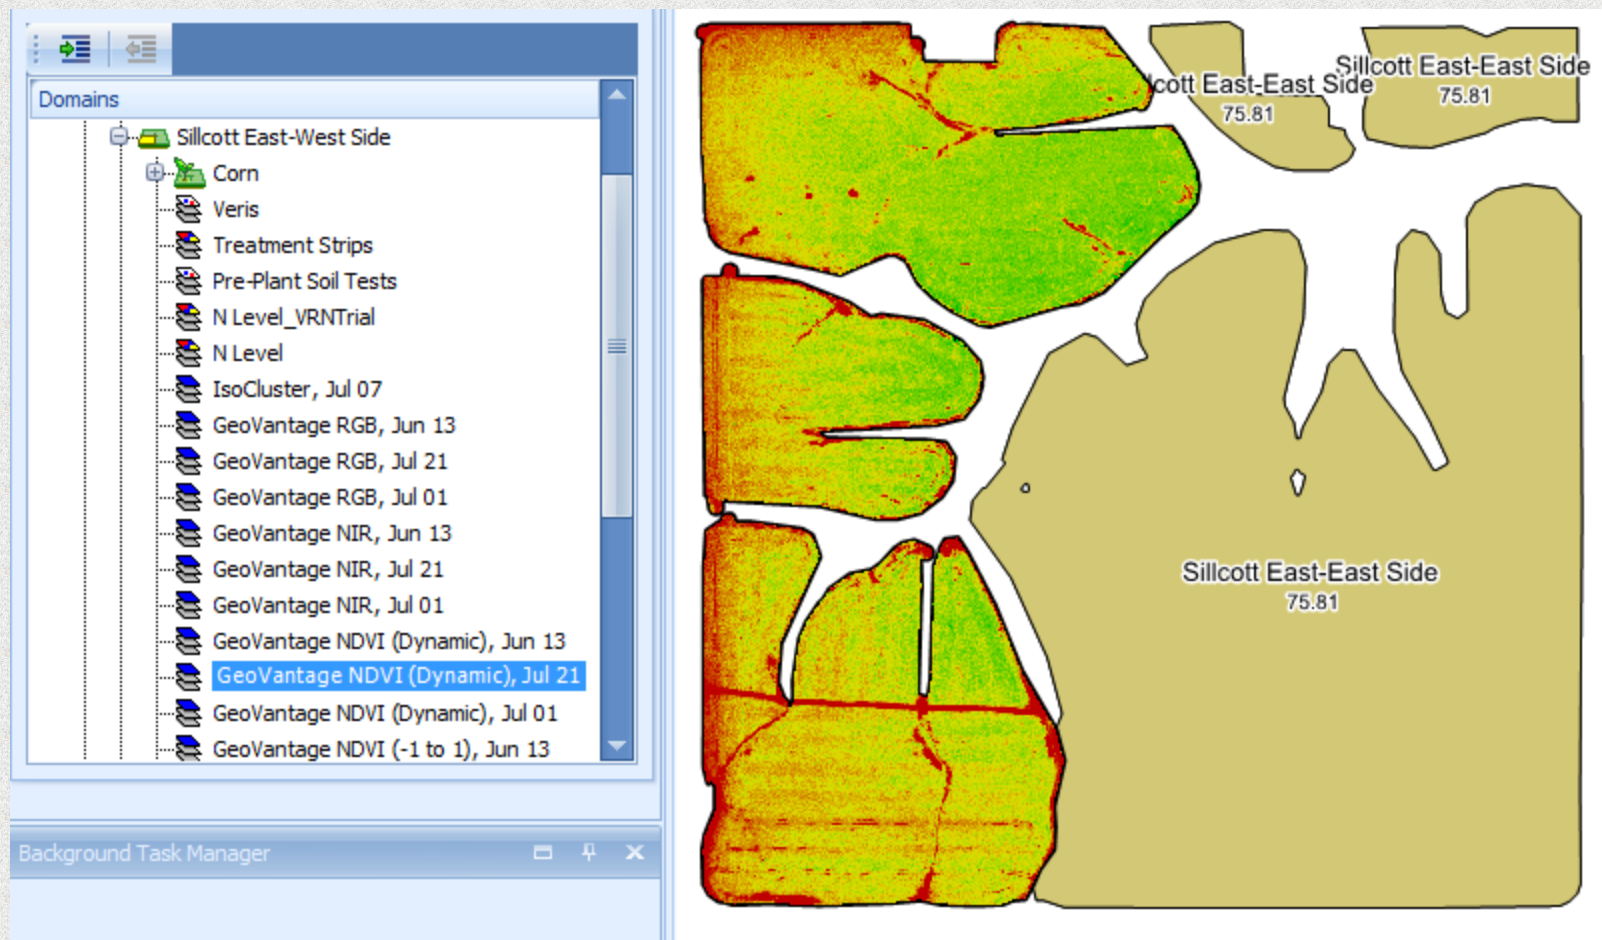 Domains
Sillcott East-West Side
Corn
Veris
Treatment Strips
Pre-Plant Soil Tests
N Level_VRNTrial
N Level
IsoCluster, Jul 07
GeoVantage RGB, Jun 13
GeoVantage RGB, Jul 21
GeoVantage RGB, Jul 01
GeoVantage NIR, Jun 13
GeoVantage NIR, Jul 21
GeoVantage NIR, Jul 01
GeoVantage NDVI (Dynamic), Jun 13
GeoVantage NDVI (Dynamic), Jul 21
GeoVantage NDVI (Dynamic), Jul 01
GeoVantage NDVI (-1 to 1), Jun 13
Background Task Manager
lcott East-East Side
75.81
Sillcott East-East Side
75.81
Sillcott East-East Side
75.81